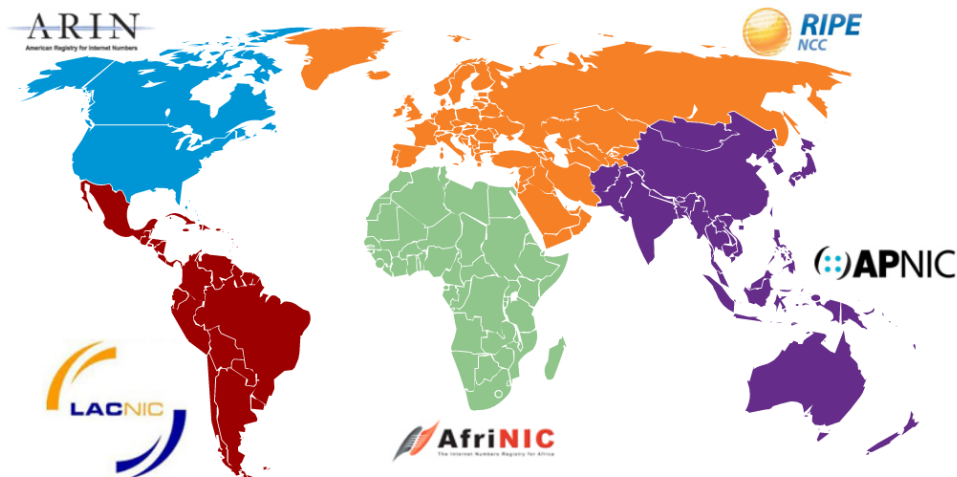 ARIN
American Registry for Internet Numbers
RIPE
NCC
APNIC
LACNIC
AfriNIC
The Internet Numbers Registry for Africa